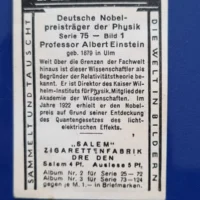 Deutsche Nobel-
preisträger der Physik
Serie 75 — Bild 1
Professor Albert Einstein
geb. 1879 in Ulm
Weit über die Grenzen der Fachwelt
hinaus ist dieser Wissenschaftler als
Begründer der Relativitätstheorie be-
kannt. Er ist Direktor des Kaiser Wil-
helm-Instituts für Physik, Mitglied der
Akademie der Wissenschaften. Im
Jahre 1922 erhielt er den Nobel-
preis auf Grund seiner Entdeckung
des Quantengesetzes des licht-
elektrischen Effekts.
„SALEM“
ZIGARETTENFABRIK
DRESDEN
Salem 4 Pf. Auslese 5 Pf.
Album Nr. 2 für Serie 25—72
Album Nr. 3 für Serie 73—134
gegen je M. 1.— in Briefmarken.
SAMMELT UND TAUSCHT
DIE WELT IN BILDERN